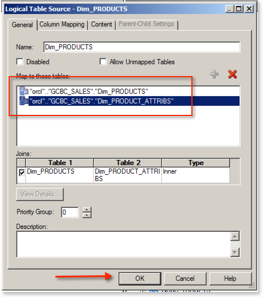 Logical Table Source - Dim_PRODUCTS
General Column Mapping Content Parent-Child Settings
Name: Dim_PRODUCTS
Disabled Allow Unmapped Tables
Map to these tables:
"orcl".."GCBC_SALES"."Dim_PRODUCTS"
"orcl".."GCBC_SALES"."Dim_PRODUCT_ATTRIBS"
Joins:
Table 1 Table 2 Type
Dim_PRODUCTS Dim_PRODUCT_ATTRI Inner
BS
View Details...
Priority Group: 0
Description:
OK Cancel Help